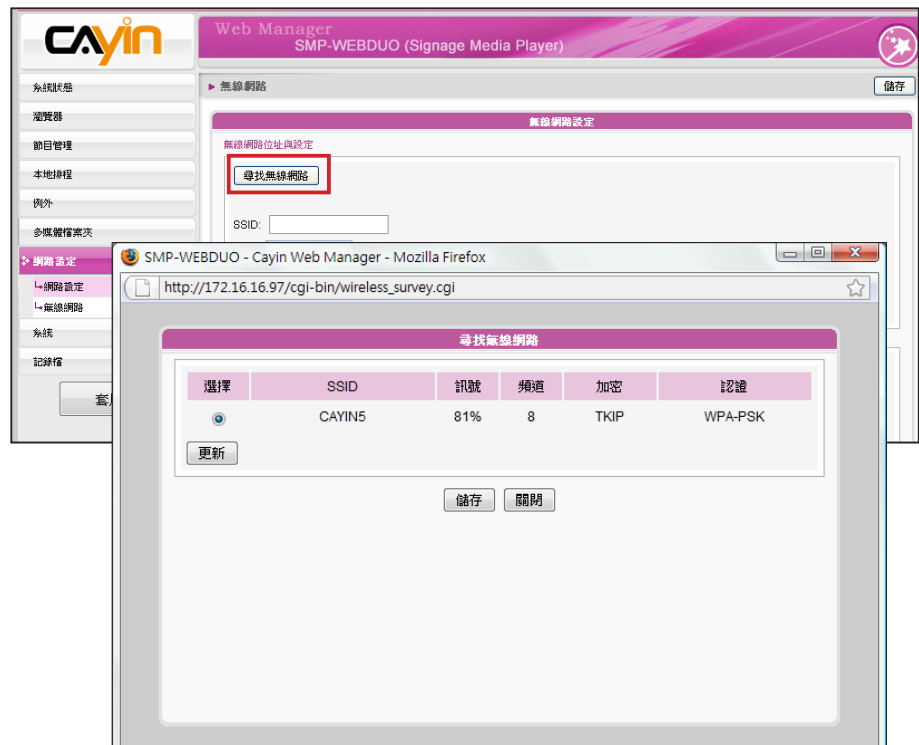 CAYIN
Web Manager
SMP-WEBDUO (Signage Media Player)
系統狀態
瀏覽器
節目管理
本地排程
例外
多媒體檔案夾
網路設定
網路設定
無線網路
系統
記錄檔
無線網路
儲存
無線網路設定
無線網路位址與設定
尋找無線網路
SSID:
SMP-WEBDUO - Cayin Web Manager - Mozilla Firefox
http://172.16.16.97/cgi-bin/wireless_survey.cgi
尋找無線網路
選擇 SSID 訊號 頻道 加密 認證
CAYIN5 81% 8 TKIP WPA-PSK
更新
儲存 關閉